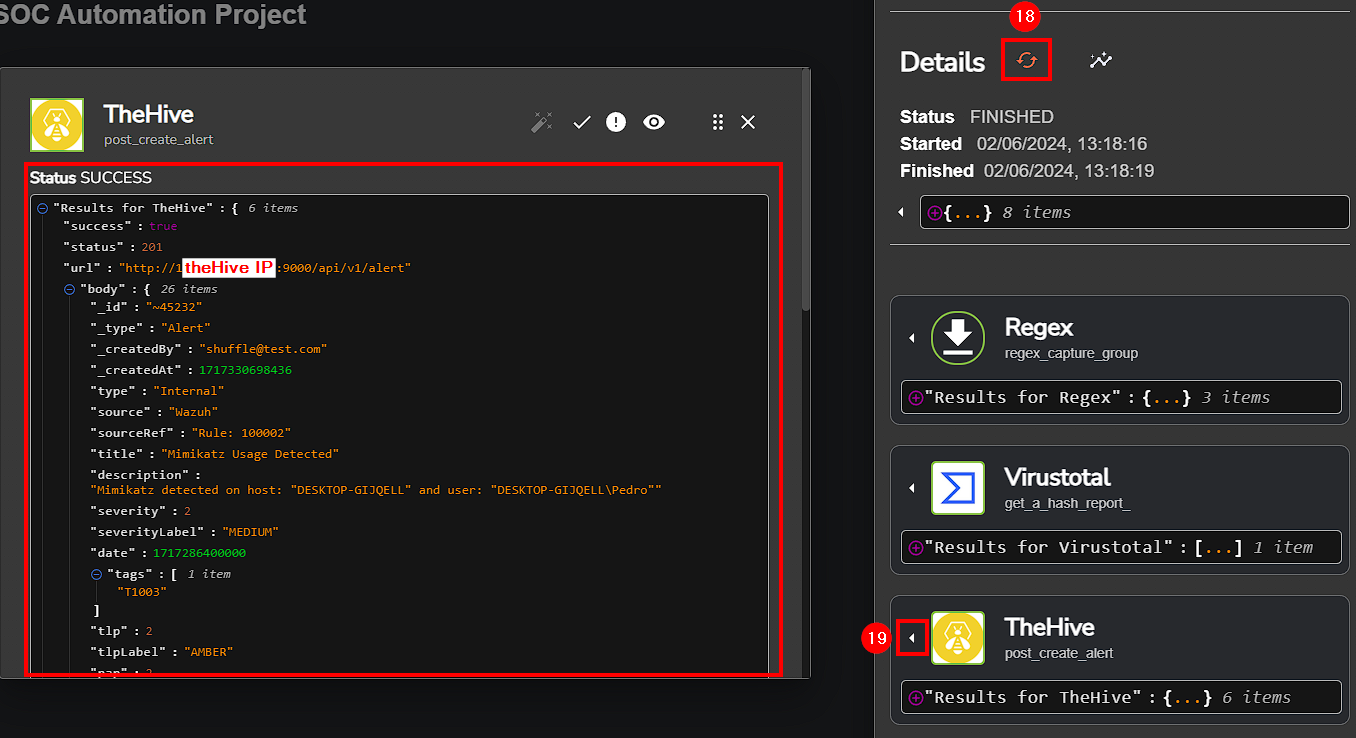 SOC Automation Project
TheHive
post_create_alert
Status SUCCESS
"Results for TheHive" : { 6 items
"success" : true
"status" : 201
"url" : "http://1theHive IP:9000/api/v1/alert"
"body" : { 26 items
"_id" : "~45232"
"_type" : "Alert"
"_createdBy" : "shuffle@test.com"
"_createdAt" : 1717330698436
"type" : "Internal"
"source" : "Wazuh"
"sourceRef" : "Rule: 100002"
"title" : "Mimikatz Usage Detected"
"description" :
"Mimikatz detected on host: "DESKTOP-GIJQELL" and user: "DESKTOP-GIJQELL\Pedro""
"severity" : 2
"severityLabel" : "MEDIUM"
"date" : 1717286400000
"tags" : [ 1 item
"T1003"
]
"tlp" : 2
"tlpLabel" : "AMBER"
"pap" : 2
18
Details
Status FINISHED
Started 02/06/2024, 13:18:16
Finished 02/06/2024, 13:18:19
{...} 8 items
Regex
regex_capture_group
"Results for Regex" : {...} 3 items
Virustotal
get_a_hash_report_
"Results for Virustotal" : [...] 1 item
19
TheHive
post_create_alert
"Results for TheHive" : {...} 6 items